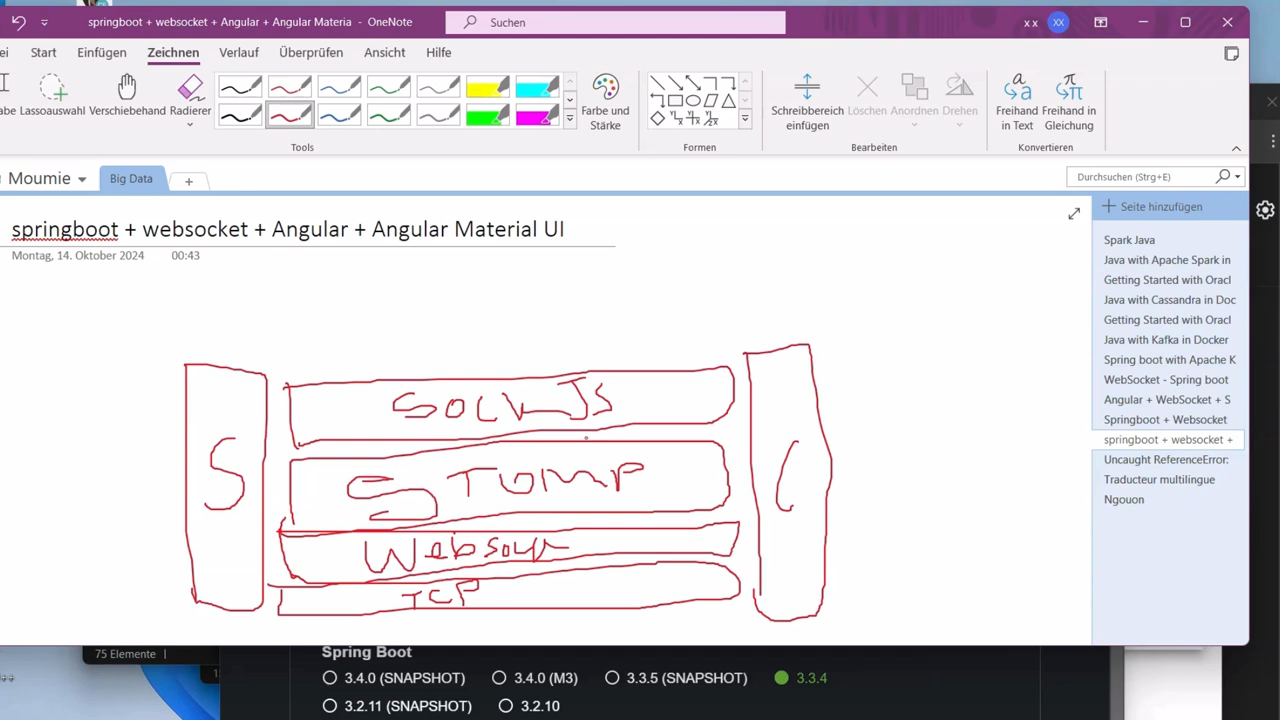 springboot + websocket + Angular + Angular Materia - OneNote
Suchen
x x
XX
ei Start Einfügen Zeichnen Verlauf Überprüfen Ansicht Hilfe
abe Lassoauswahl Verschiebehand Radierer
Farbe und Stärke
Schreibbereich einfügen
Löschen Anordnen Drehen
Freihand in Text
Freihand in Gleichung
Tools Formen Bearbeiten Konvertieren
Moumie
Big Data
+
Durchsuchen (Strg+E)
springboot + websocket + Angular + Angular Material UI
Montag, 14. Oktober 2024 00:43
Seite hinzufügen
Spark Java
Java with Apache Spark in
Getting Started with Oracl
Java with Cassandra in Doc
Getting Started with Oracl
Java with Kafka in Docker
Spring boot with Apache K
WebSocket - Spring boot
Angular + WebSocket + S
Springboot + Websocket
springboot + websocket +
Uncaught ReferenceError:
Traducteur multilingue
Ngouon
S
JS
STOMP
TCP
C
75 Elemente
Spring Boot
3.4.0 (SNAPSHOT) 3.4.0 (M3) 3.3.5 (SNAPSHOT) 3.3.4
3.2.11 (SNAPSHOT) 3.2.10